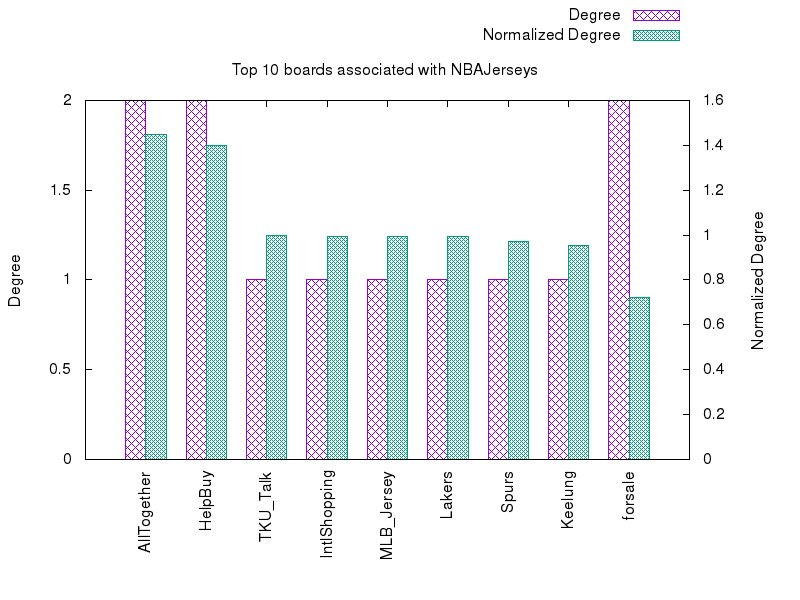 Degree
Normalized Degree
Top 10 boards associated with NBAJerseys
2
1.5
1
0.5
0
1.6
1.4
1.2
1
0.8
0.6
0.4
0.2
0
Degree
Normalized Degree
AllTogether
HelpBuy
TKU_Talk
IntlShopping
MLB_Jersey
Lakers
Spurs
Keelung
forsale